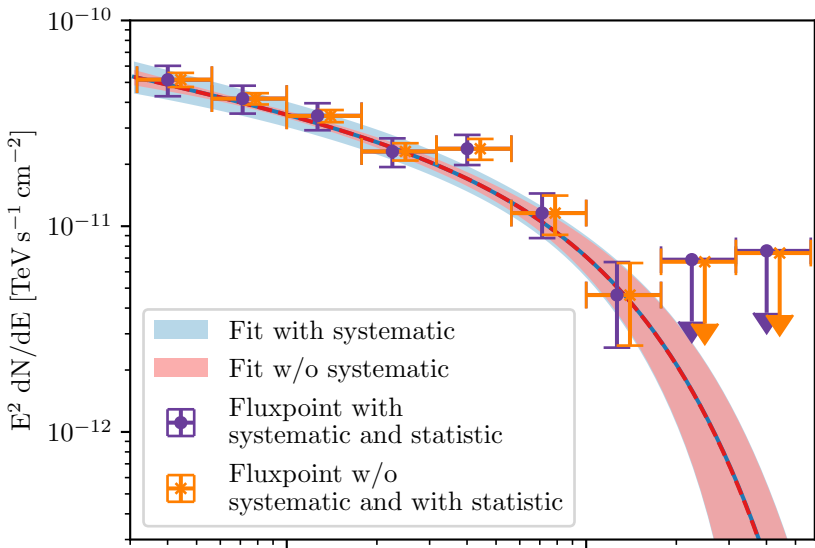 10⁻¹⁰
10⁻¹¹
10⁻¹²
E² dN/dE [TeV s⁻¹ cm⁻²]
Fit with systematic
Fit w/o systematic
Fluxpoint with
systematic and statistic
Fluxpoint w/o
systematic and with statistic